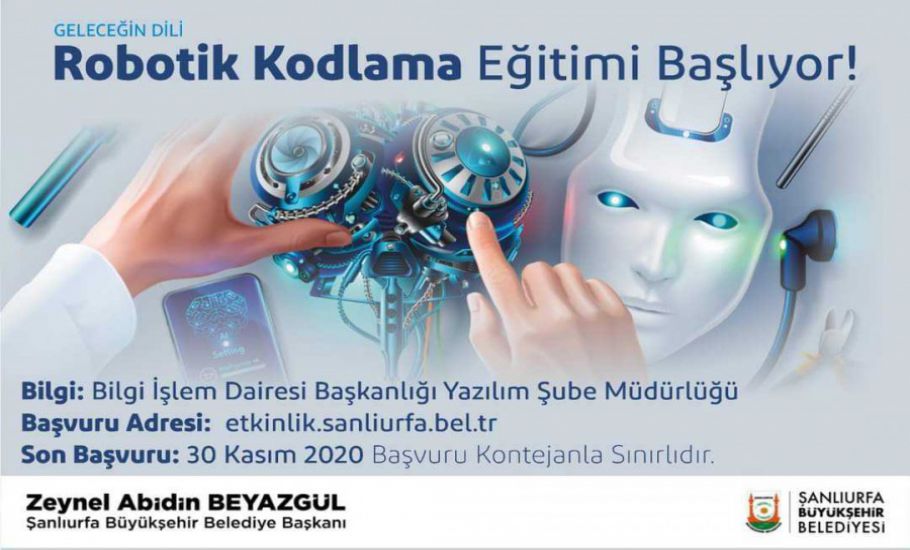 GELECEĞİN DİLİ
Robotik Kodlama Eğitimi Başlıyor!
AI
Setting
Bilgi: Bilgi İşlem Dairesi Başkanlığı Yazılım Şube Müdürlüğü
Başvuru Adresi: etkinlik.sanliurfa.bel.tr
Son Başvuru: 30 Kasım 2020 Başvuru Kontejanla Sınırlıdır.
Zeynel Abidin BEYAZGÜL
Şanlıurfa Büyükşehir Belediye Başkanı
ŞANLIURFA
BÜYÜKŞEHİR
BELEDİYESİ